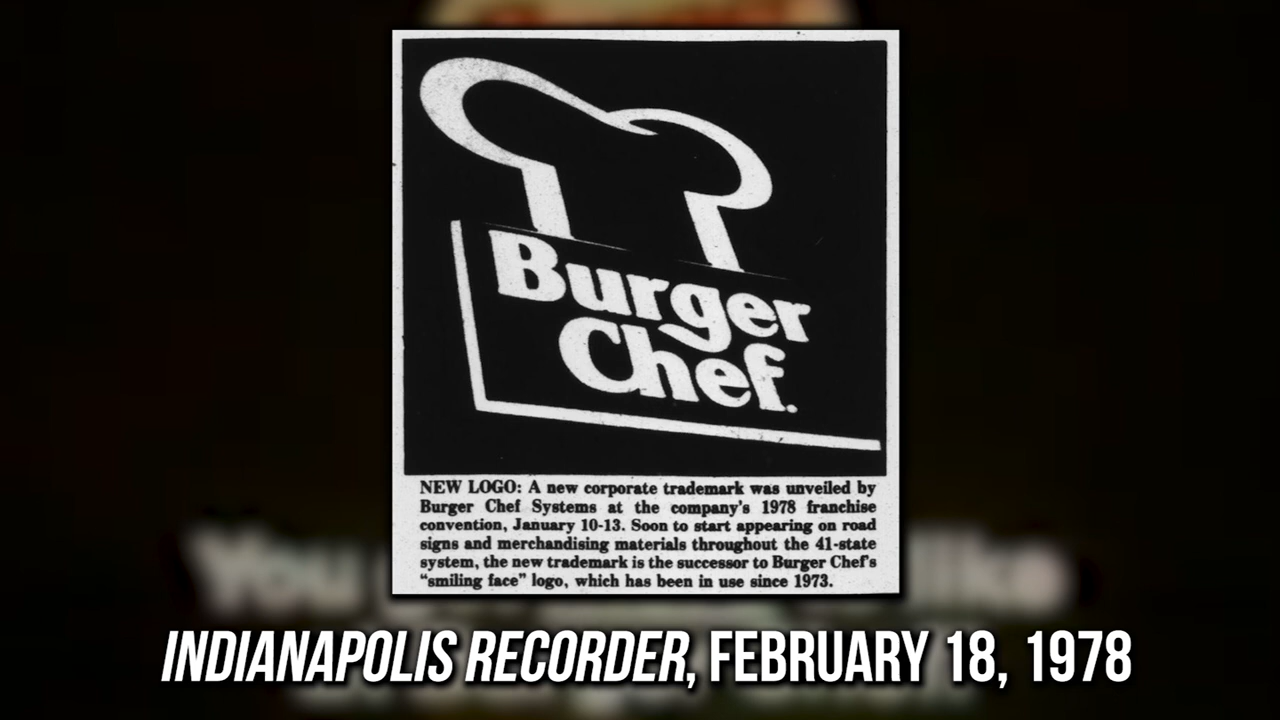 Burger
Chef.
NEW LOGO: A new corporate trademark was unveiled by
Burger Chef Systems at the company's 1978 franchise
convention, January 10-13. Soon to start appearing on road
signs and merchandising materials throughout the 41-state
system, the new trademark is the successor to Burger Chef's
"smiling face" logo, which has been in use since 1973.
You like
INDIANAPOLIS RECORDER, FEBRUARY 18, 1978